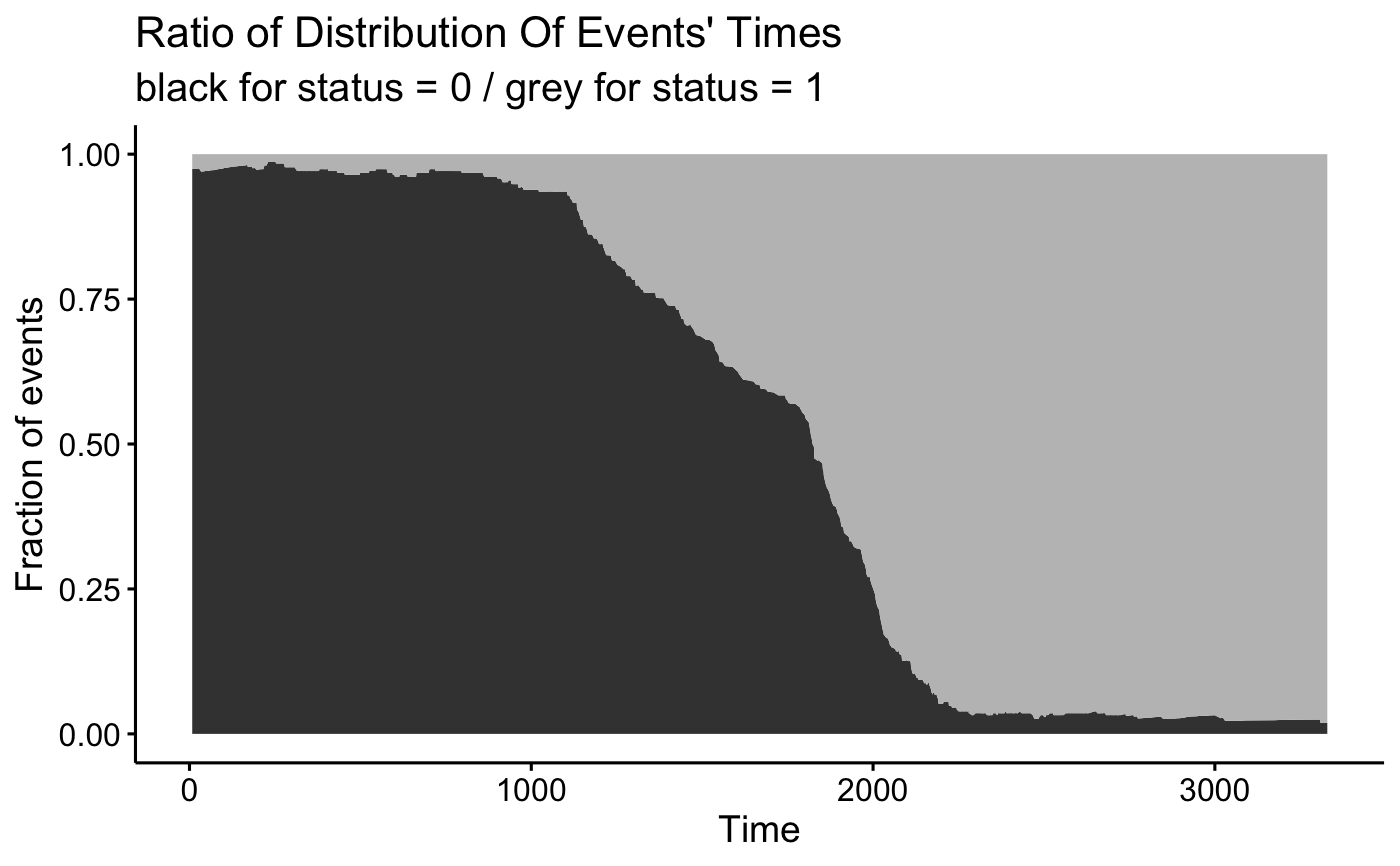 Ratio of Distribution Of Events' Times
black for status = 0 / grey for status = 1
1.00
0.75
0.50
0.25
0.00
Fraction of events
0 1000 2000 3000
Time